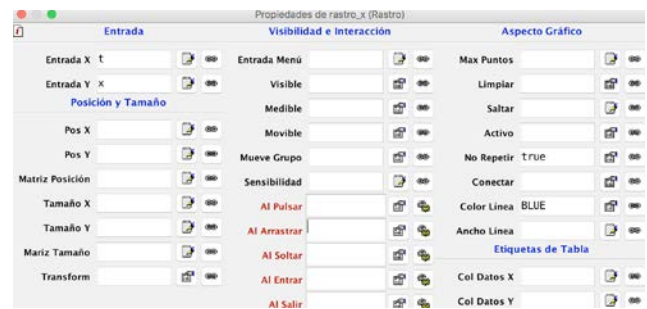 Propiedades de rastro_x (Rastro)
Entrada
Entrada X t
Entrada Y x
Posición y Tamaño
Pos X
Pos Y
Matriz Posición
Tamaño X
Tamaño Y
Mariz Tamaño
Transform
Visibilidad e Interacción
Entrada Menú
Visible
Medible
Movible
Mueve Grupo
Sensibilidad
Al Pulsar
Al Arrastrar
Al Soltar
Al Entrar
Al Salir
Aspecto Gráfico
Max Puntos
Limpiar
Saltar
Activo
No Repetir true
Conectar
Color Línea BLUE
Ancho Línea
Etiquetas de Tabla
Col Datos X
Col Datos Y